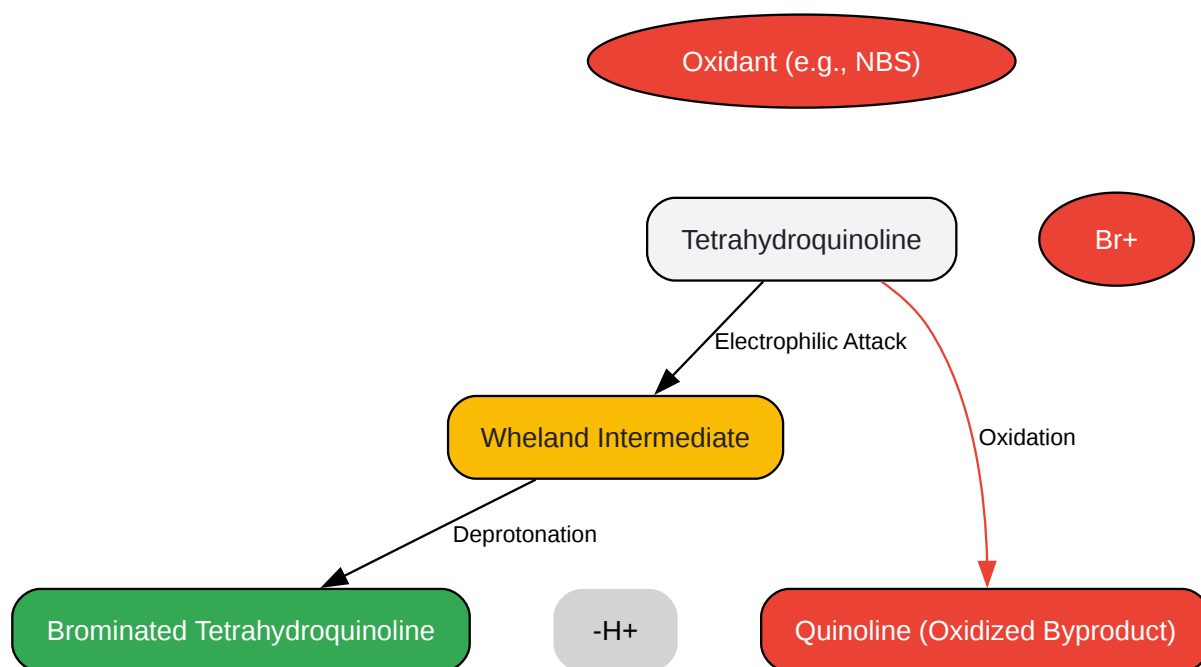 Oxidant (e.g., NBS)
Tetrahydroquinoline
Br+
Electrophilic Attack
Wheland Intermediate
Oxidation
Deprotonation
Brominated Tetrahydroquinoline
-H+
Quinoline (Oxidized Byproduct)